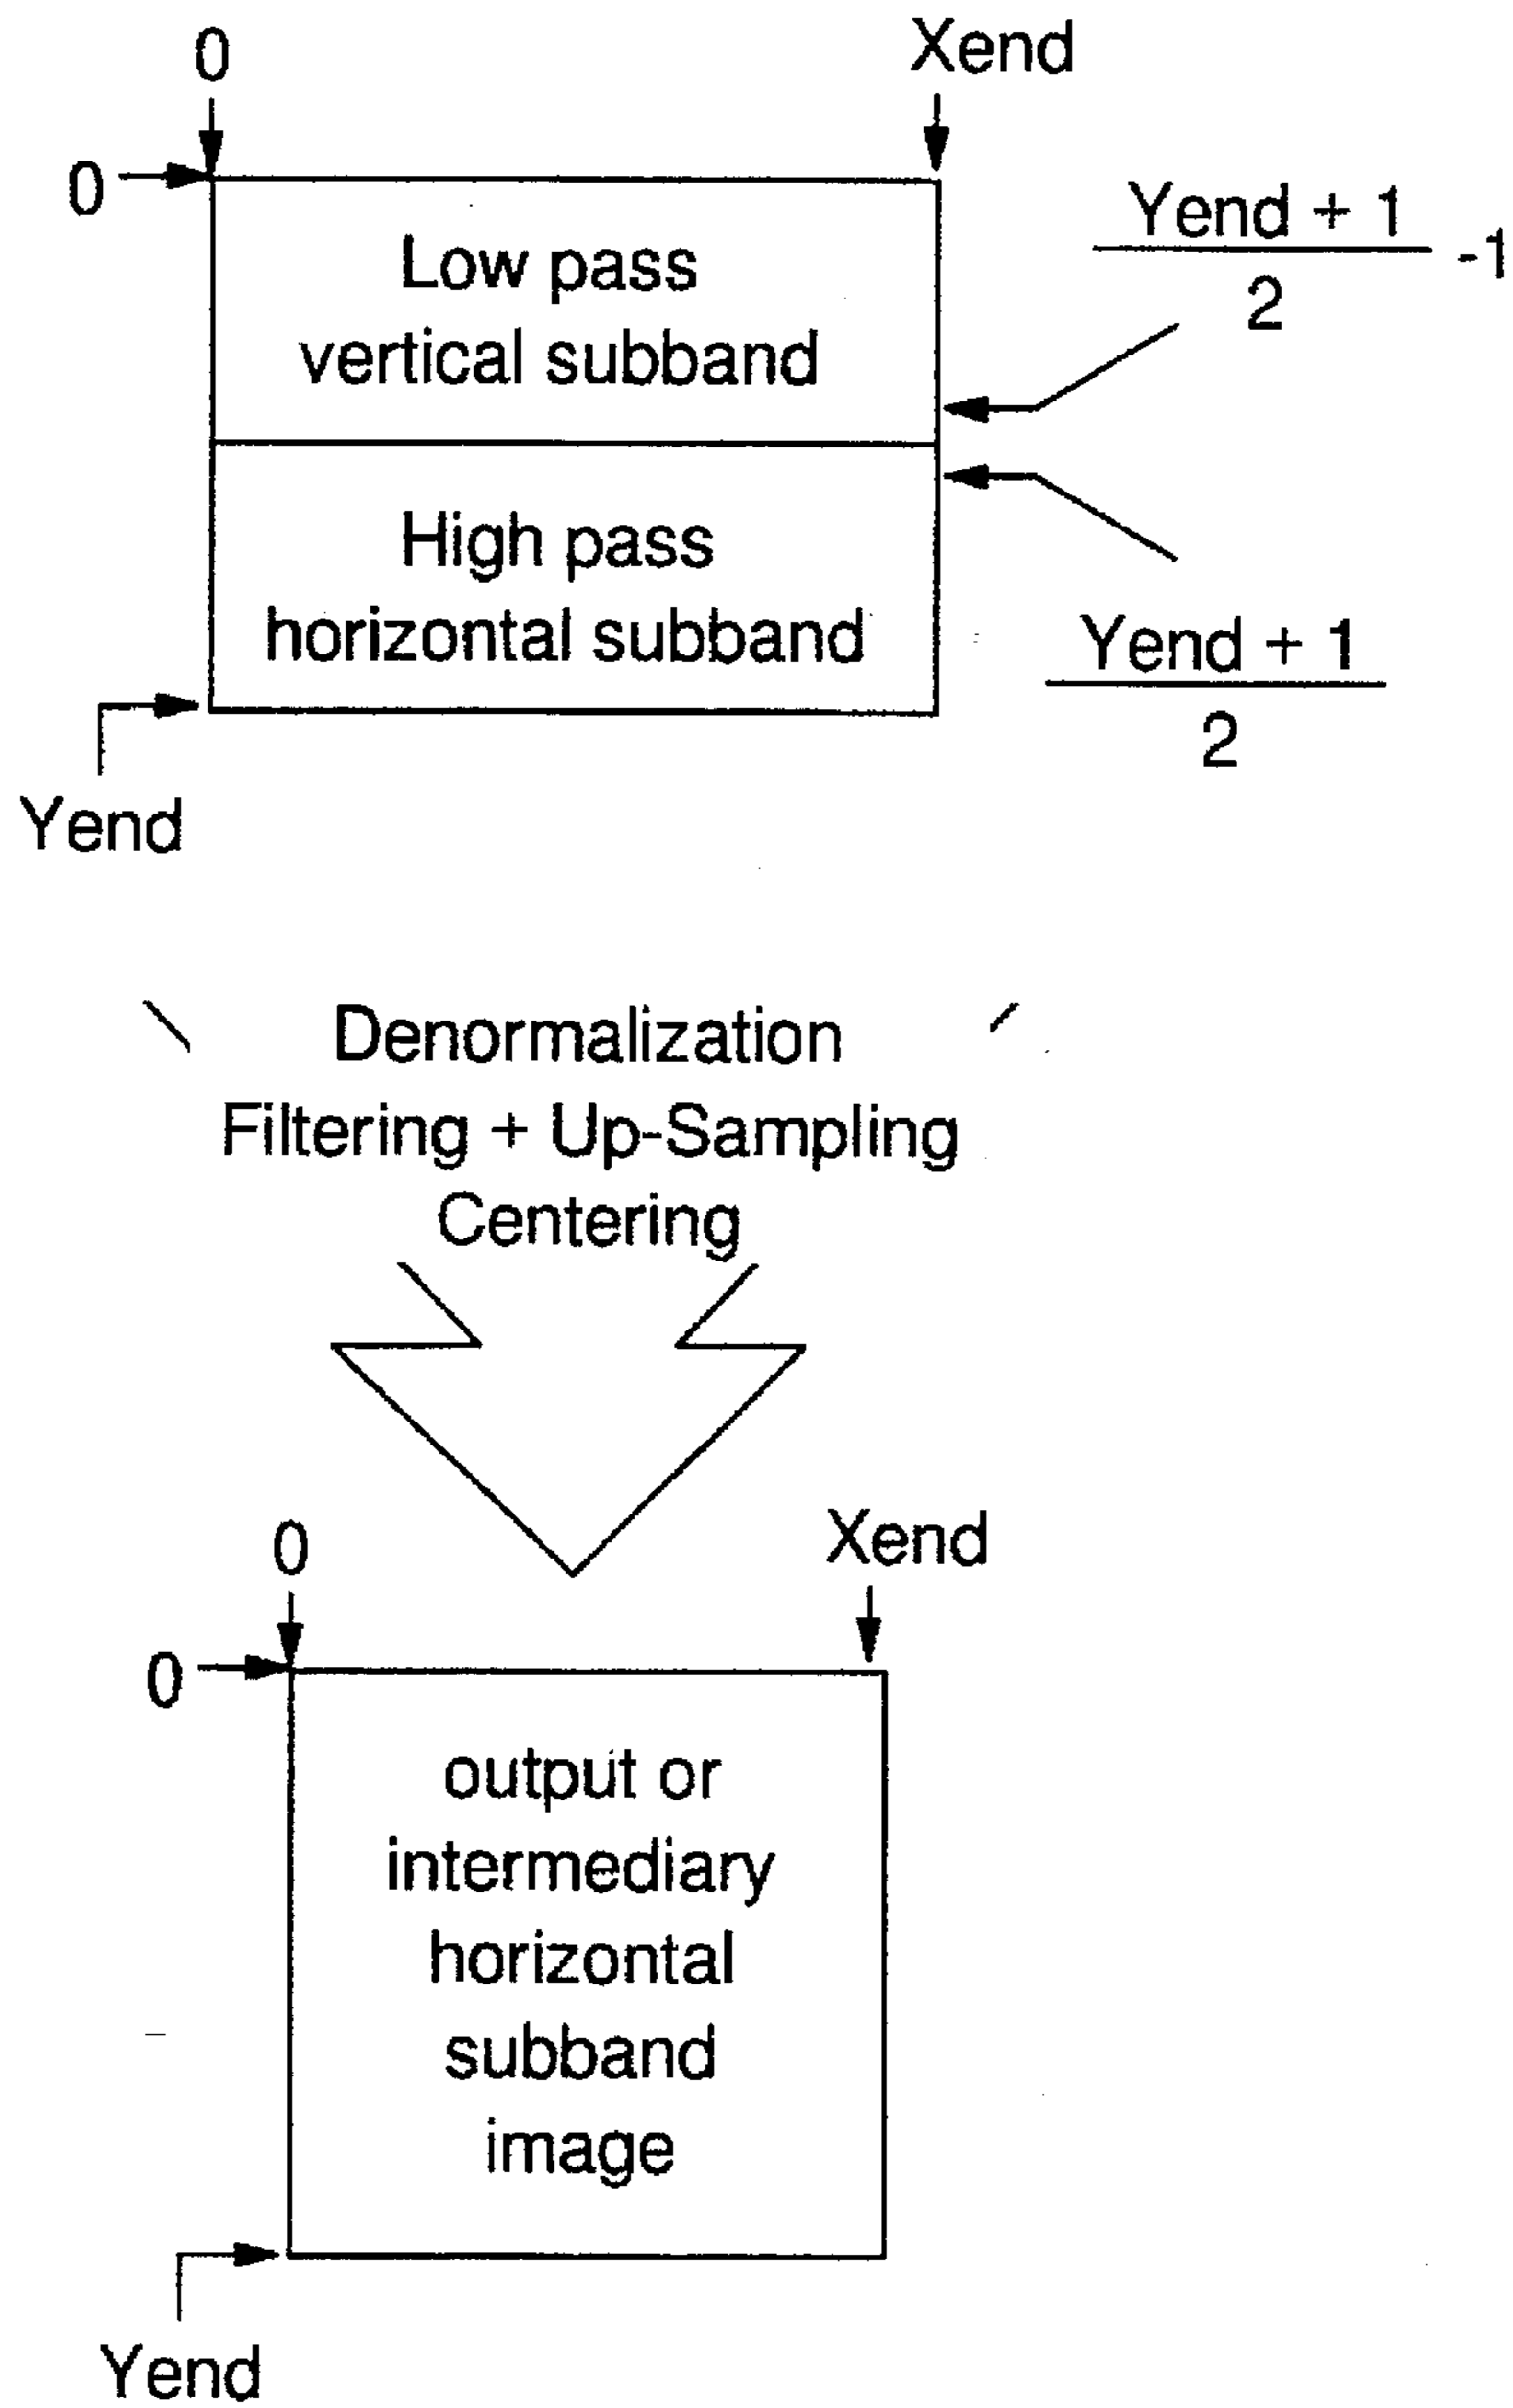 0
Xend
0
Low pass
vertical subband
Yend + 1
2
-1
High pass
horizontal subband
Yend + 1
2
Yend
Denormalization
Filtering + Up-Sampling
Centering
0
Xend
0
output or
intermediary
horizontal
subband
image
Yend